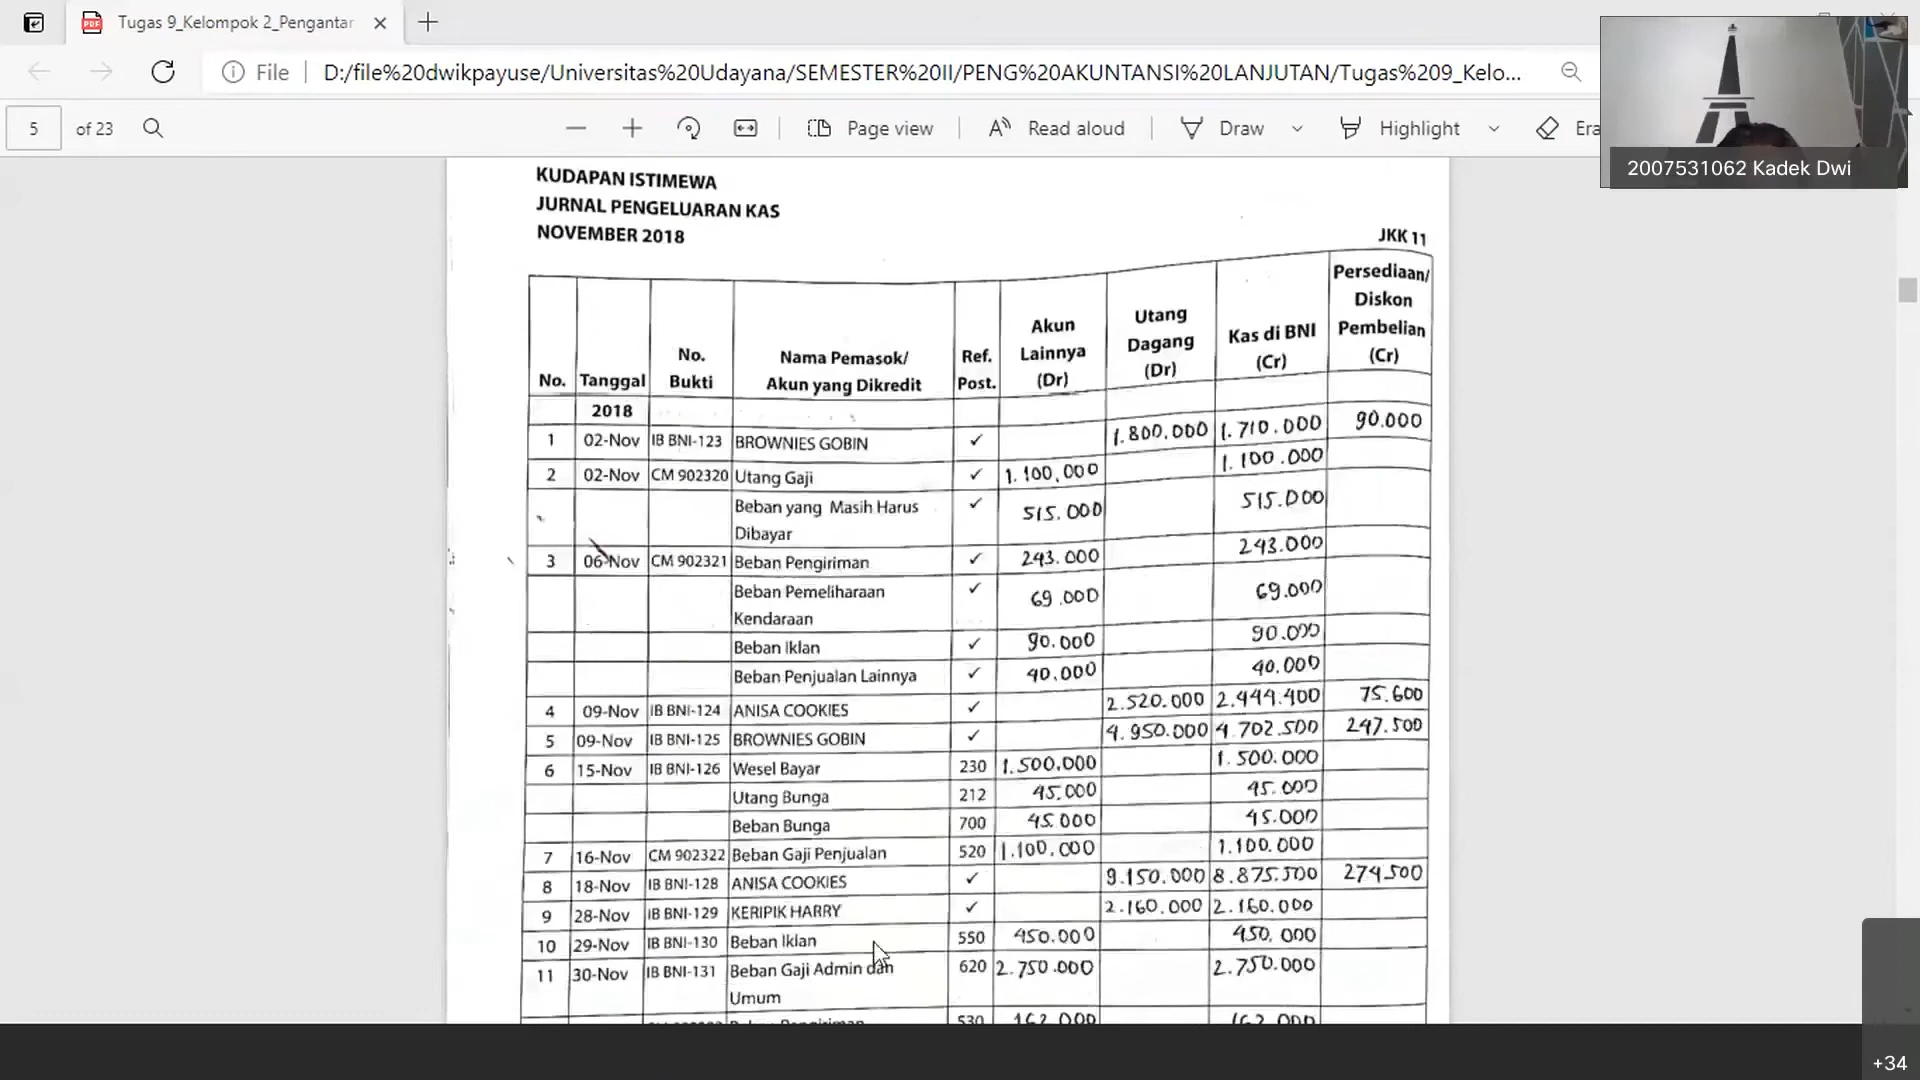 Tugas 9_Kelompok 2_Pengantar
File
D:/file%20dwikpayuse/Universitas%20Udayana/SEMESTER%20II/PENG%20AKUNTANSI%20LANJUTAN/Tugas%209_Kelo...
5 of 23
Page view
Read aloud
Draw
Highlight
Era
2007531062 Kadek Dwi
KUDAPAN ISTIMEWA
JURNAL PENGELUARAN KAS
NOVEMBER 2018
JKK 11
No. Tanggal No. Bukti Nama Pemasok/ Akun yang Dikredit Ref. Post. Akun Lainnya (Dr) Utang Dagang (Dr) Kas di BNI (Cr) Persediaan/ Diskon Pembelian (Cr)
2018
1 02-Nov IB BNI-123 BROWNIES GOBIN ✓ 1.800.000 1.710.000 90.000
2 02-Nov CM 902320 Utang Gaji ✓ 1.100.000 1.100.000
Beban yang Masih Harus Dibayar ✓ 515.000 515.000
3 06-Nov CM 902321 Beban Pengiriman ✓ 243.000 243.000
Beban Pemeliharaan Kendaraan ✓ 69.000 69.000
Beban Iklan ✓ 90.000 90.000
Beban Penjualan Lainnya ✓ 40.000 40.000
4 09-Nov IB BNI-124 ANISA COOKIES ✓ 2.520.000 2.444.400 75.600
5 09-Nov IB BNI-125 BROWNIES GOBIN ✓ 4.950.000 4.702.500 247.500
6 15-Nov IB BNI-126 Wesel Bayar 230 1.500.000 1.500.000
Utang Bunga 212 45.000 45.000
Beban Bunga 700 45.000 45.000
7 16-Nov CM 902322 Beban Gaji Penjualan 520 1.100.000 1.100.000
8 18-Nov IB BNI-128 ANISA COOKIES ✓ 9.150.000 8.875.500 274.500
9 28-Nov IB BNI-129 KERIPIK HARRY ✓ 2.160.000 2.160.000
10 29-Nov IB BNI-130 Beban Iklan 550 450.000 450.000
11 30-Nov IB BNI-131 Beban Gaji Admin dan Umum 620 2.750.000 2.750.000
530 162.000 162.000
+34